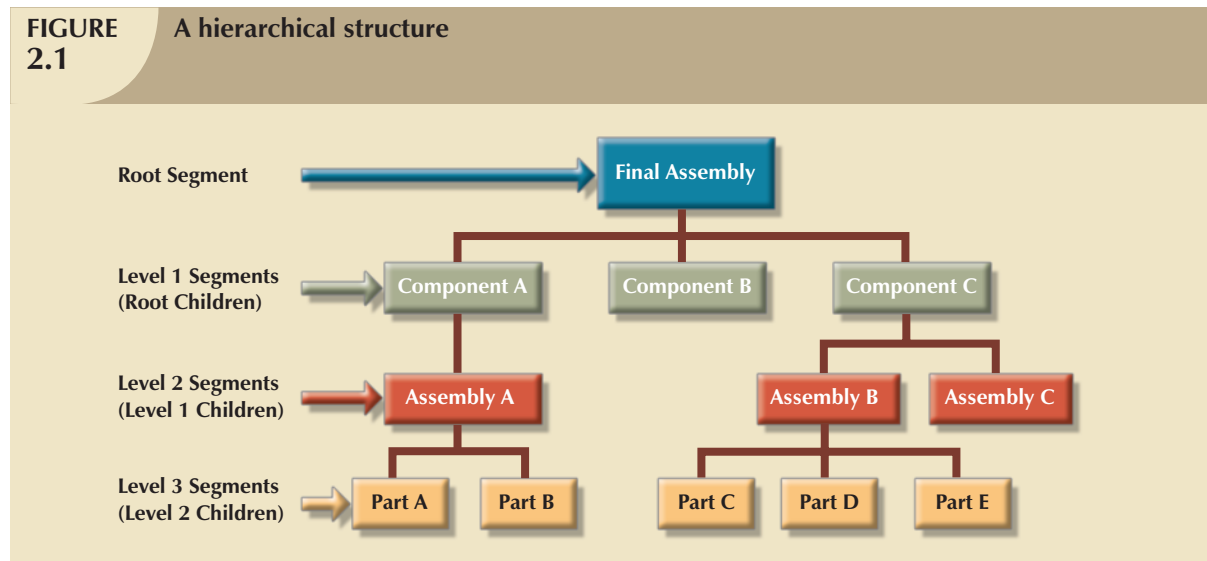 FIGURE
2.1
A hierarchical structure
Root Segment
Final Assembly
Level 1 Segments
(Root Children)
Component A
Component B
Component C
Level 2 Segments
(Level 1 Children)
Assembly A
Assembly B
Assembly C
Level 3 Segments
(Level 2 Children)
Part A
Part B
Part C
Part D
Part E